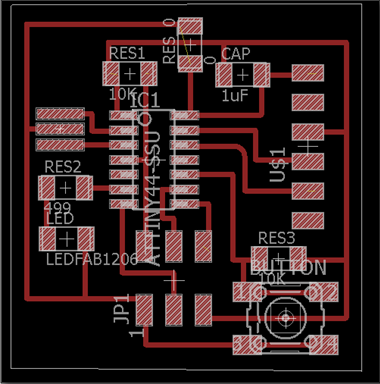 RES_0
0
RES1
10K
CAP
1uF
IC1
ATTINY44-SSU
U$1
RES2
499
LED
LEDFAB1206
RES3
10K
BUTTON
JP1
1